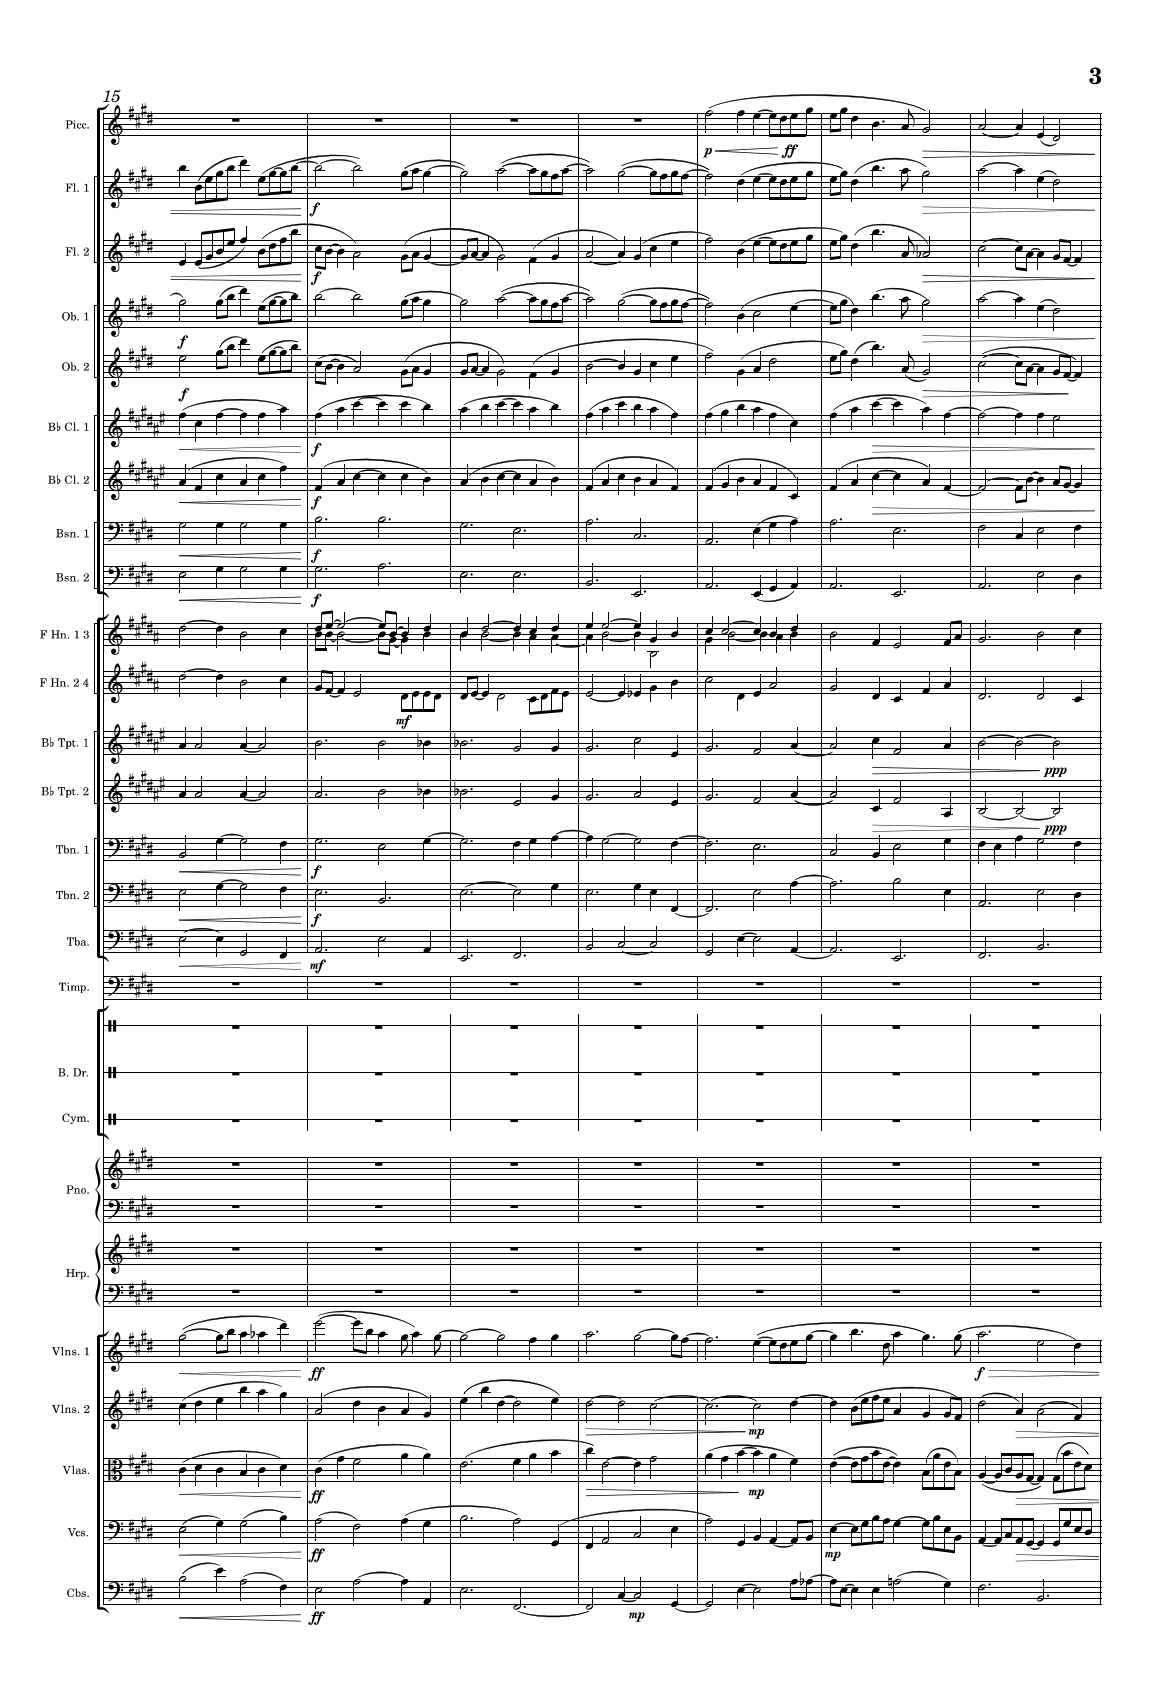 3
15
Picc.
p ff
Fl. 1
f
Fl. 2
f
Ob. 1
f
Ob. 2
f
B♭ Cl. 1
f
B♭ Cl. 2
f
Bsn. 1
f
Bsn. 2
f
F Hn. 1 3
F Hn. 2 4
mf
B♭ Tpt. 1
ppp
B♭ Tpt. 2
ppp
Tbn. 1
f
Tbn. 2
f
Tba.
mf
Timp.
B. Dr.
Cym.
Pno.
Hrp.
Vlns. 1
ff f
Vlns. 2
mp
Vlas.
ff mp
Vcs.
ff mp
Cbs.
ff mp